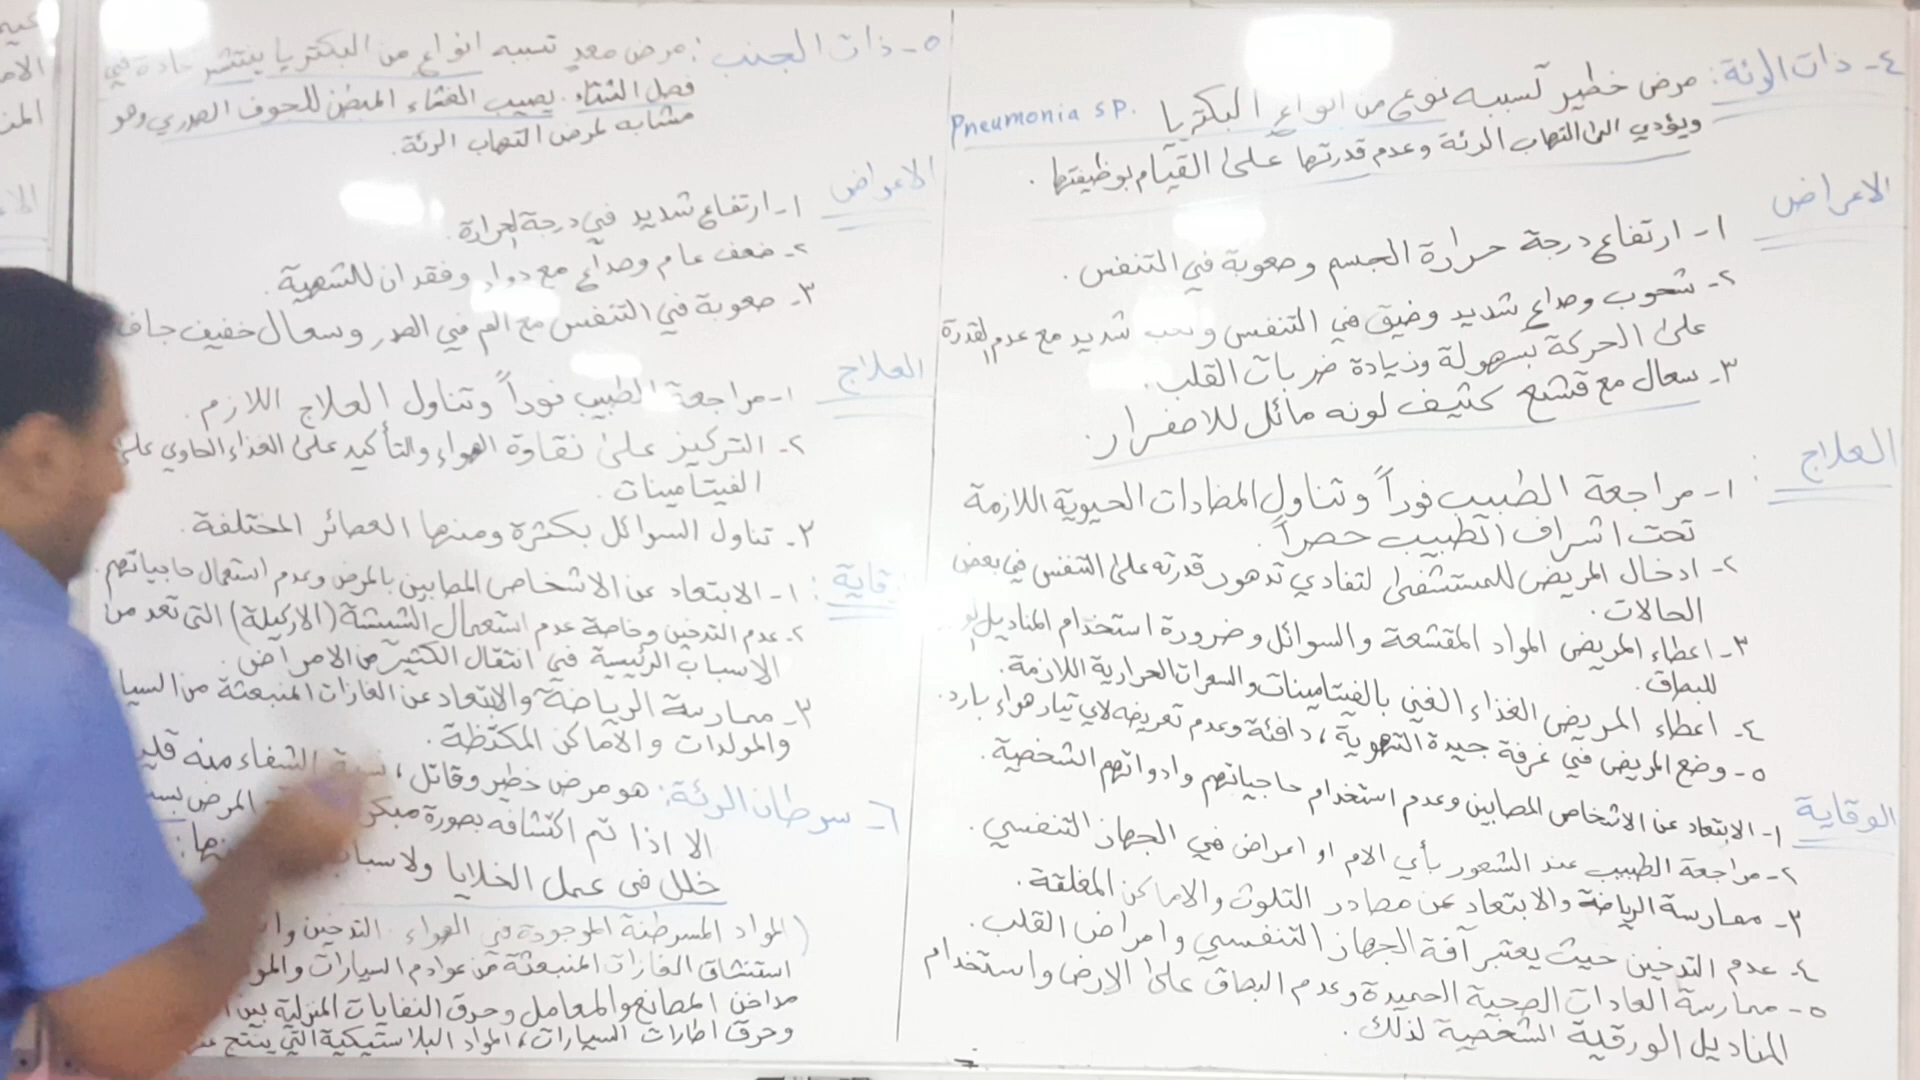 ٤- ذات الرئة: مرض خطير تسببه نوع من انواع البكتريا Pneumonia sp.
ويؤدي الى التهاب الرئة وعدم قدرتها على القيام بوظيفتها.
الاعراض
١- ارتفاع درجة حرارة الجسم وصعوبة في التنفس.
٢- شحوب وصداع شديد وضيق في التنفس وتعب شديد مع عدم القدرة
على الحركة بسهولة وزيادة ضربات القلب.
٣- سعال مع قشع كثيف لونه مائل للاصفرار.
العلاج:
١- مراجعة الطبيب فوراً وتناول المضادات الحيوية اللازمة
تحت اشراف الطبيب حصراً.
٢- ادخال المريض للمستشفى لتفادي تدهور قدرته على التنفس في بعض
الحالات.
٣- اعطاء المريض المواد المقشعة والسوائل وضرورة استخدام المناديل
للبصاق.
٤- اعطاء المريض الغذاء الغني بالفيتامينات والسعرات الحرارية اللازمة.
٥- وضع المريض في غرفة جيدة التهوية، دافئة وعدم تعريضه لاي تيار هواء بارد.
الوقاية
١- الابتعاد عن الاشخاص المصابين وعدم استخدام حاجياتهم وادواتهم الشخصية.
٢- مراجعة الطبيب عند الشعور بأي الام او اعراض في الجهاز التنفسي.
٣- ممارسة الرياضة والابتعاد عن مصادر التلوث والاماكن المغلقة.
٤- عدم التدخين حيث يعتبر آفة الجهاز التنفسي وامراض القلب.
٥- ممارسة العادات الصحية الحميدة وعدم البصاق على الارض واستخدام
المناديل الورقية الشخصية لذلك.
٥- ذات الجنب: مرض معدٍ تسببه انواع من البكتريا ينتشر عادة في
فصل الشتاء. يصيب الغشاء المبطن للجوف الصدري وهو
مشابه لمرض التهاب الرئة.
الاعراض
١- ارتفاع شديد في درجة الحرارة.
٢- ضعف عام وصداع مع دوار وفقدان للشهية.
٣- صعوبة في التنفس مع الم في الصدر وسعال خفيف جاف
العلاج
١- مراجعة الطبيب فوراً وتناول العلاج اللازم.
٢- التركيز على نقاوة الهواء والتأكيد على الغذاء الحاوي على
الفيتامينات.
٣- تناول السوائل بكثرة ومنها العصائر المختلفة.
قاية:
١- الابتعاد عن الاشخاص المصابين بالمرض وعدم استعمال حاجياتهم.
٢- عدم التدخين وخاصة عدم استعمال الشيشة (الاركيلة) التي تعد من
الاسباب الرئيسية في انتقال الكثير من الامراض.
٣- ممارسة الرياضة والابتعاد عن الغازات المنبعثة من السيا
والمولدات والاماكن المكتظة.
٦- سرطان الرئة: هو مرض خطير وقاتل، نسبة الشفاء منه
الا اذا تم اكتشافه بصورة المرض
خلل في عمل الخلايا
(المواد المسرطنة الموجودة في الهواء. التدخين
استنشاق الغازات المنبعثة من عوادم السيارات
مداخن المصانع والمعامل وحرق النفايات المنزلية
وحرق اطارات السيارات، المواد البلاستيكية التي ينتج